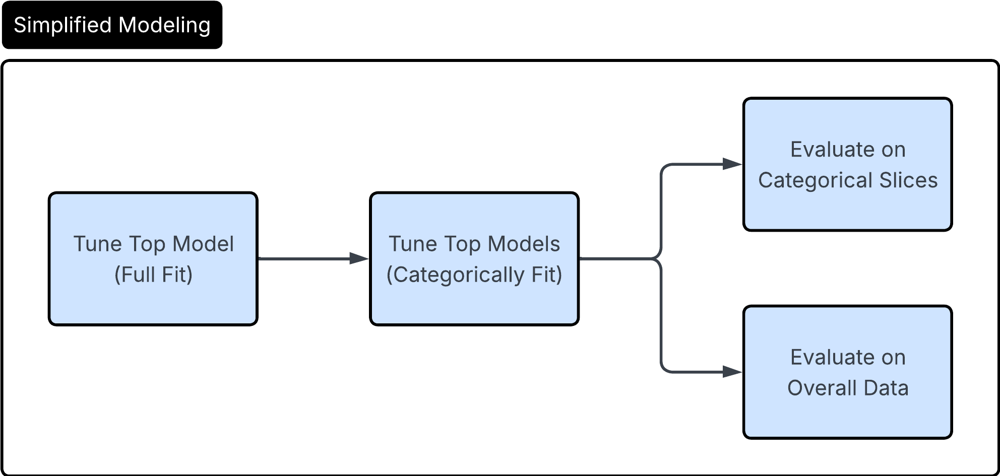 Simplified Modeling
Tune Top Model
(Full Fit)
Tune Top Models
(Categorically Fit)
Evaluate on
Categorical Slices
Evaluate on
Overall Data